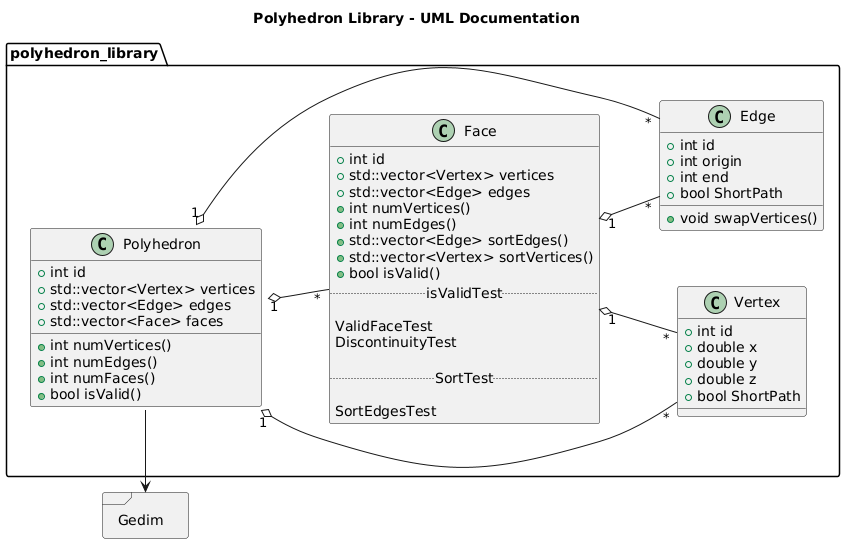 Polyhedron Library - UML Documentation
polyhedron_library
C Polyhedron
int id
std::vector<Vertex> vertices
std::vector<Edge> edges
std::vector<Face> faces
int numVertices()
int numEdges()
int numFaces()
bool isValid()
C Face
int id
std::vector<Vertex> vertices
std::vector<Edge> edges
int numVertices()
int numEdges()
std::vector<Edge> sortEdges()
std::vector<Vertex> sortVertices()
bool isValid()
isValidTest
ValidFaceTest
DiscontinuityTest
SortTest
SortEdgesTest
C Edge
int id
int origin
int end
bool ShortPath
void swapVertices()
C Vertex
int id
double x
double y
double z
bool ShortPath
1
*
1
*
1
*
1
*
1
*
Gedim